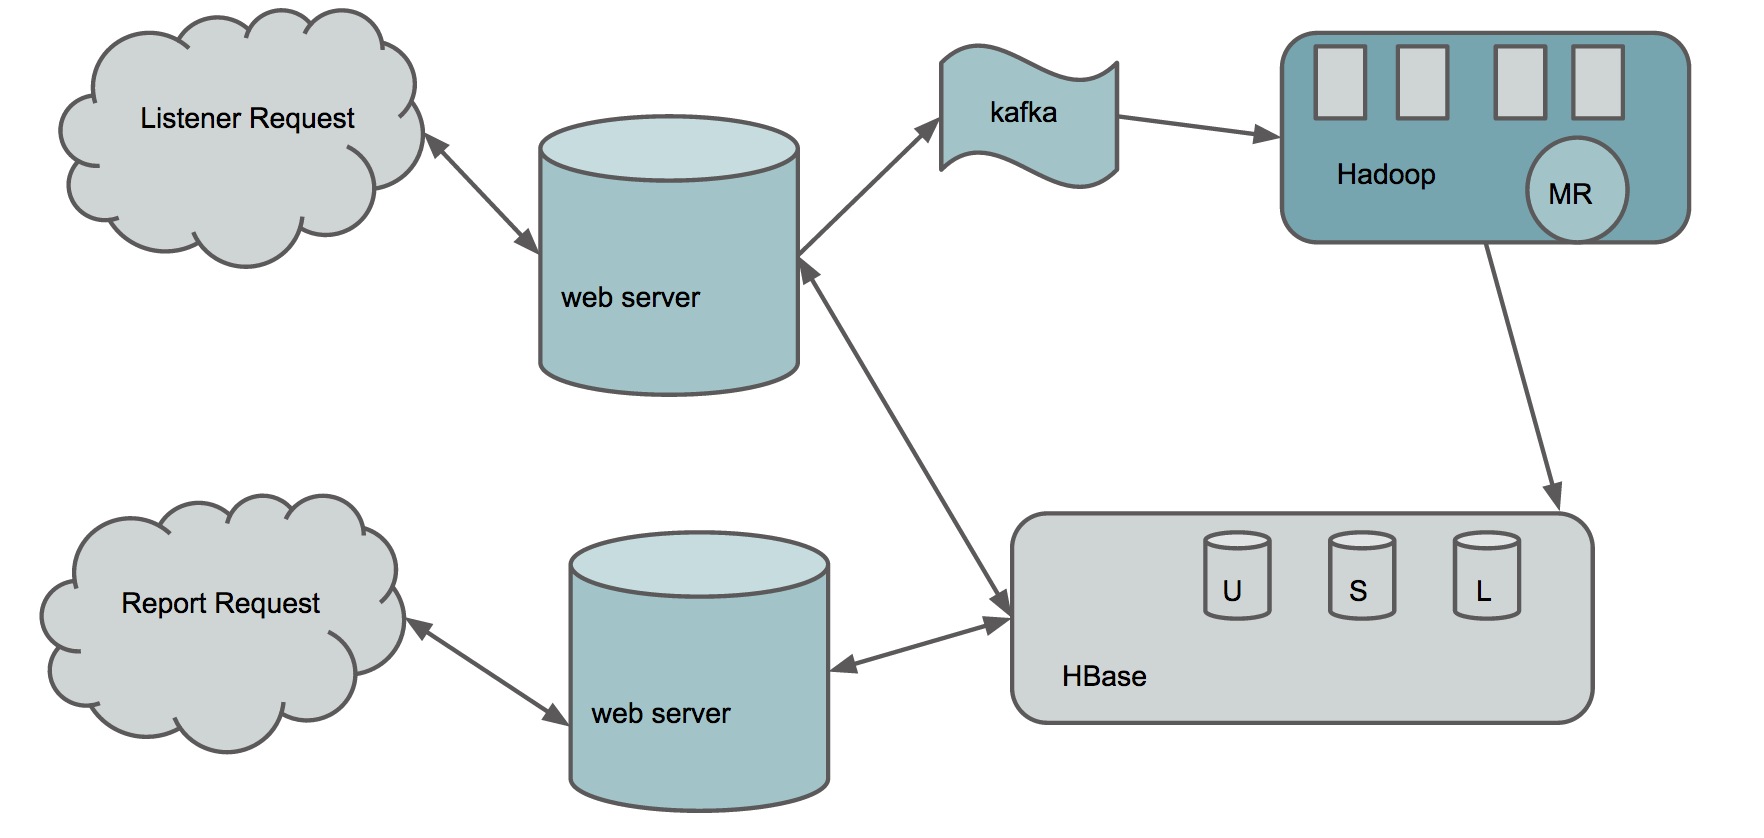 Listener Request
web server
kafka
Hadoop
MR
Report Request
web server
U
S
L
HBase